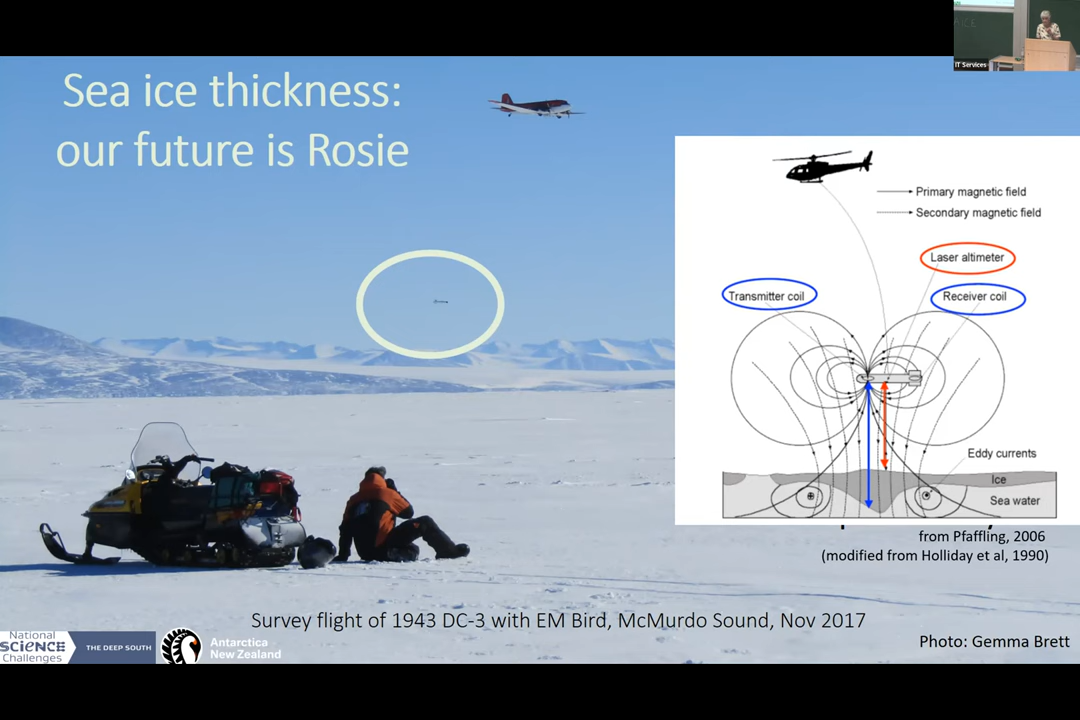 IT Services
Sea ice thickness:
our future is Rosie
Primary magnetic field
Secondary magnetic field
Laser altimeter
Transmitter coil
Receiver coil
Eddy currents
Ice
Sea water
from Pfaffling, 2006
(modified from Holliday et al, 1990)
Survey flight of 1943 DC-3 with EM Bird, McMurdo Sound, Nov 2017
Photo: Gemma Brett
National
SCIENCE
Challenges
THE DEEP SOUTH
Antarctica
New Zealand